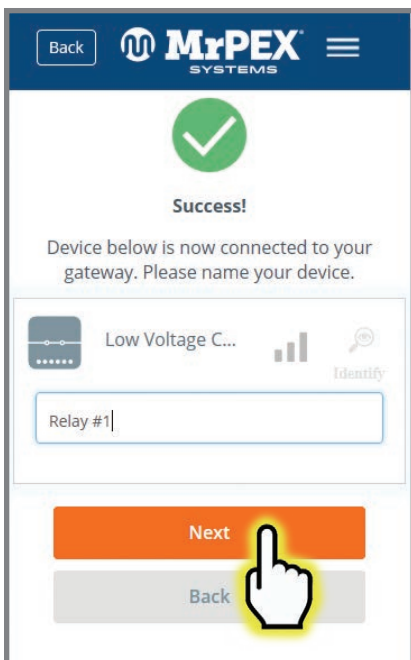 Back
MrPEX
SYSTEMS
Success!
Device below is now connected to your
gateway. Please name your device.
Low Voltage C...
Identify
Relay #1
Next
Back